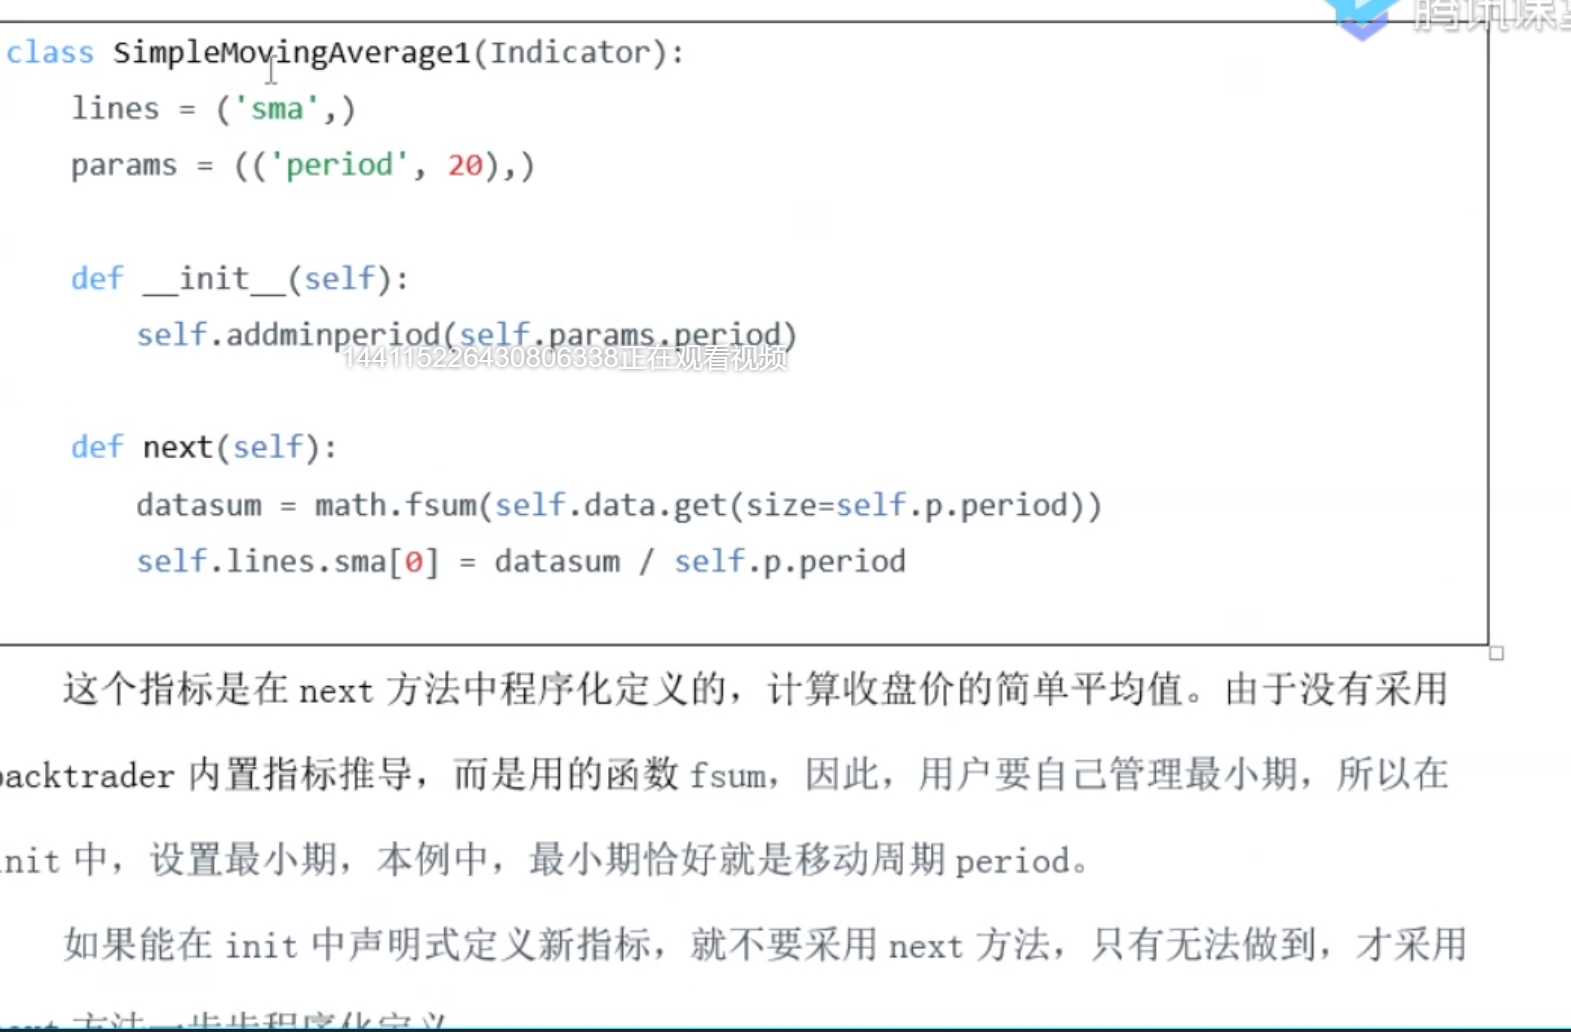 腾讯课堂
class SimpleMovingAverage1(Indicator):
lines = ('sma',)
params = (('period', 20),)
def __init__(self):
self.addminperiod(self.params.period)
144115226430806338正在观看视频
def next(self):
datasum = math.fsum(self.data.get(size=self.p.period))
self.lines.sma[0] = datasum / self.p.period
这个指标是在 next 方法中程序化定义的，计算收盘价的简单平均值。由于没有采用
backtrader 内置指标推导，而是用的函数 fsum，因此，用户要自己管理最小期，所以在
init 中，设置最小期，本例中，最小期恰好就是移动周期 period。
如果能在 init 中声明式定义新指标，就不要采用 next 方法，只有无法做到，才采用
next 方法一步步程序化定义